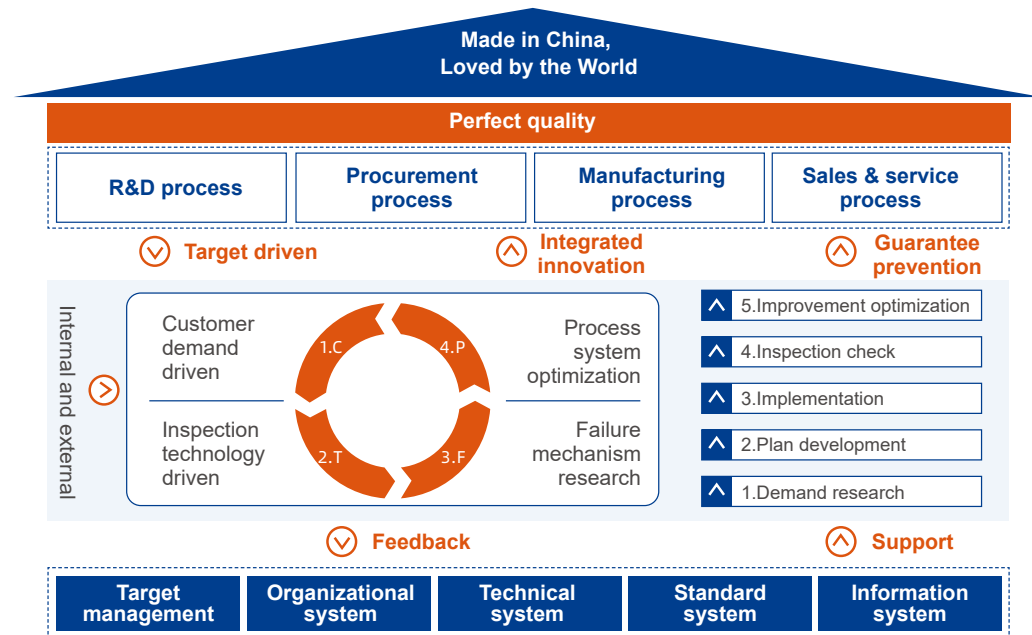 Made in China,
Loved by the World
Perfect quality
R&D process
Procurement
process
Manufacturing
process
Sales & service
process
Target driven
Integrated
innovation
Guarantee
prevention
Internal and external
Customer
demand
driven
1.C
4.P
Process
system
optimization
Inspection
technology
driven
2.T
3.F
Failure
mechanism
research
5.Improvement optimization
4.Inspection check
3.Implementation
2.Plan development
1.Demand research
Feedback
Support
Target
management
Organizational
system
Technical
system
Standard
system
Information
system